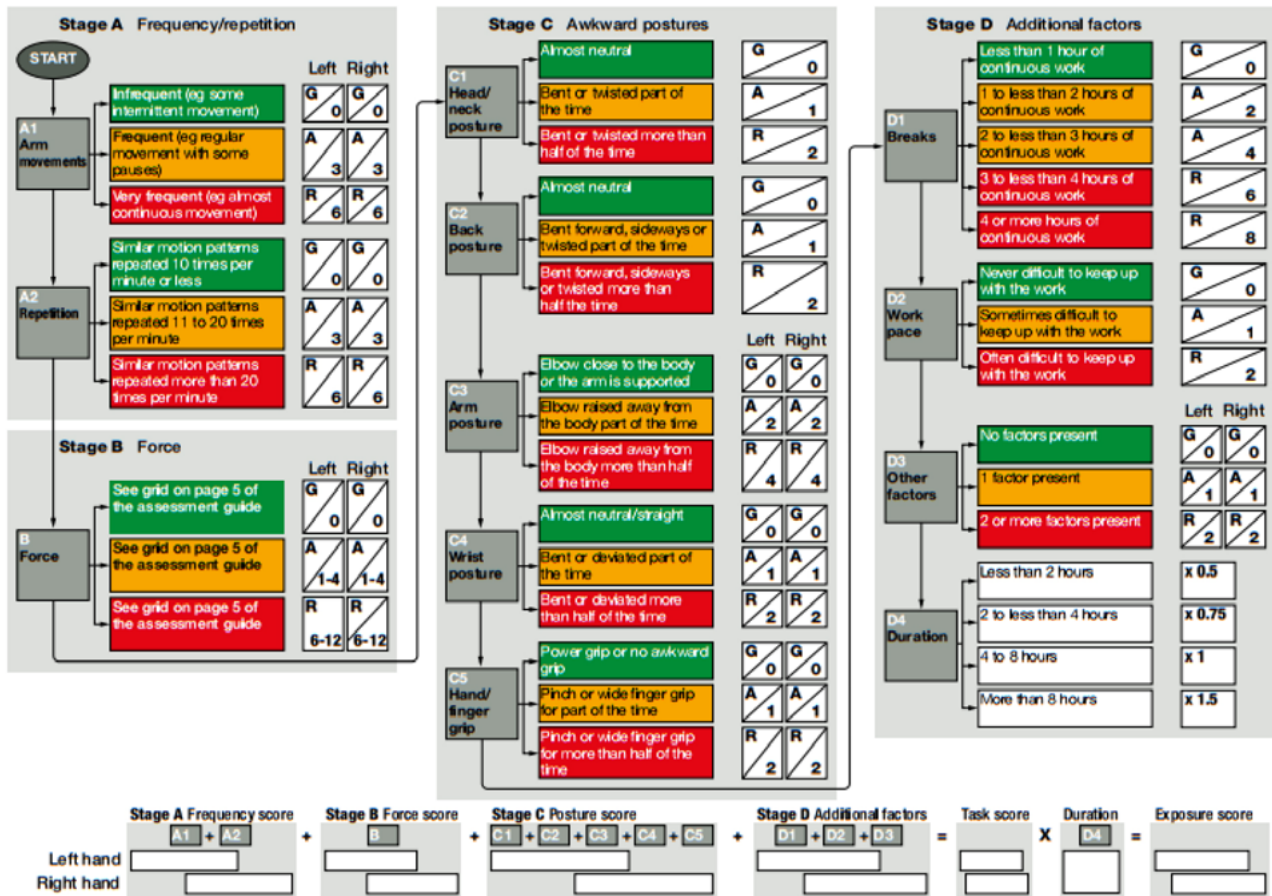 Stage A Frequency/repetition
START
Left Right
A1
Arm
movements
Infrequent (eg some
intermittent movement)
G 0 G 0
Frequent (eg regular
movement with some
pauses)
A 3 A 3
Very frequent (eg almost
continuous movement)
R 6 R 6
A2
Repetition
Similar motion patterns
repeated 10 times per
minute or less
G 0 G 0
Similar motion patterns
repeated 11 to 20 times
per minute
A 3 A 3
Similar motion patterns
repeated more than 20
times per minute
R 6 R 6
Stage B Force
Left Right
B
Force
See grid on page 5 of
the assessment guide
G 0 G 0
See grid on page 5 of
the assessment guide
A 1-4 A 1-4
See grid on page 5 of
the assessment guide
R 6-12 R 6-12
Stage C Awkward postures
C1
Head/
neck
posture
Almost neutral
G 0
Bent or twisted part of
the time
A 1
Bent or twisted more than
half of the time
R 2
C2
Back
posture
Almost neutral
G 0
Bent forward, sideways or
twisted part of the time
A 1
Bent forward, sideways
or twisted more than
half the time
R 2
Left Right
C3
Arm
posture
Elbow close to the body
or the arm is supported
G 0 G 0
Elbow raised away from
the body part of the time
A 2 A 2
Elbow raised away from
the body more than half
of the time
R 4 R 4
C4
Wrist
posture
Almost neutral/straight
G 0 G 0
Bent or deviated part of
the time
A 1 A 1
Bent or deviated more
than half of the time
R 2 R 2
C5
Hand/
finger
grip
Power grip or no awkward
grip
G 0 G 0
Pinch or wide finger grip
for part of the time
A 1 A 1
Pinch or wide finger grip
for more than half of the
time
R 2 R 2
Stage D Additional factors
D1
Breaks
Less than 1 hour of
continuous work
G 0
1 to less than 2 hours of
continuous work
A 2
2 to less than 3 hours of
continuous work
A 4
3 to less than 4 hours of
continuous work
R 6
4 or more hours of
continuous work
R 8
D2
Work
pace
Never difficult to keep up
with the work
G 0
Sometimes difficult to
keep up with the work
A 1
Often difficult to keep up
with the work
R 2
Left Right
D3
Other
factors
No factors present
G 0 G 0
1 factor present
A 1 A 1
2 or more factors present
R 2 R 2
D4
Duration
Less than 2 hours
x 0.5
2 to less than 4 hours
x 0.75
4 to 8 hours
x 1
More than 8 hours
x 1.5
Stage A Frequency score Stage B Force score Stage C Posture score Stage D Additional factors Task score Duration Exposure score
A1 + A2 + B + C1 + C2 + C3 + C4 + C5 + D1 + D2 + D3 = X D4 =
Left hand
Right hand